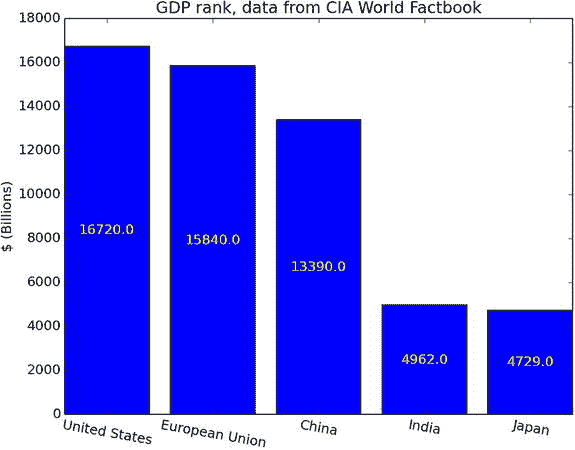 GDP rank, data from CIA World Factbook
18000
16000
14000
12000
10000
8000
6000
4000
2000
0
$ (Billions)
16720.0
15840.0
13390.0
4962.0
4729.0
United States
European Union
China
India
Japan